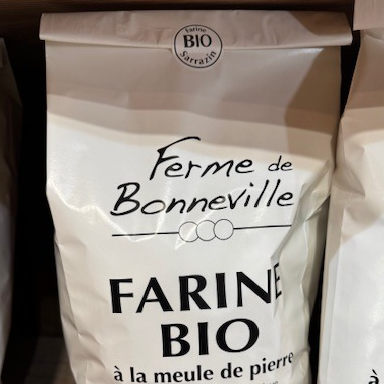 Farine
BIO
Sarrazin
Ferme de
Bonneville
FARINE
BIO
à la meule de pierre